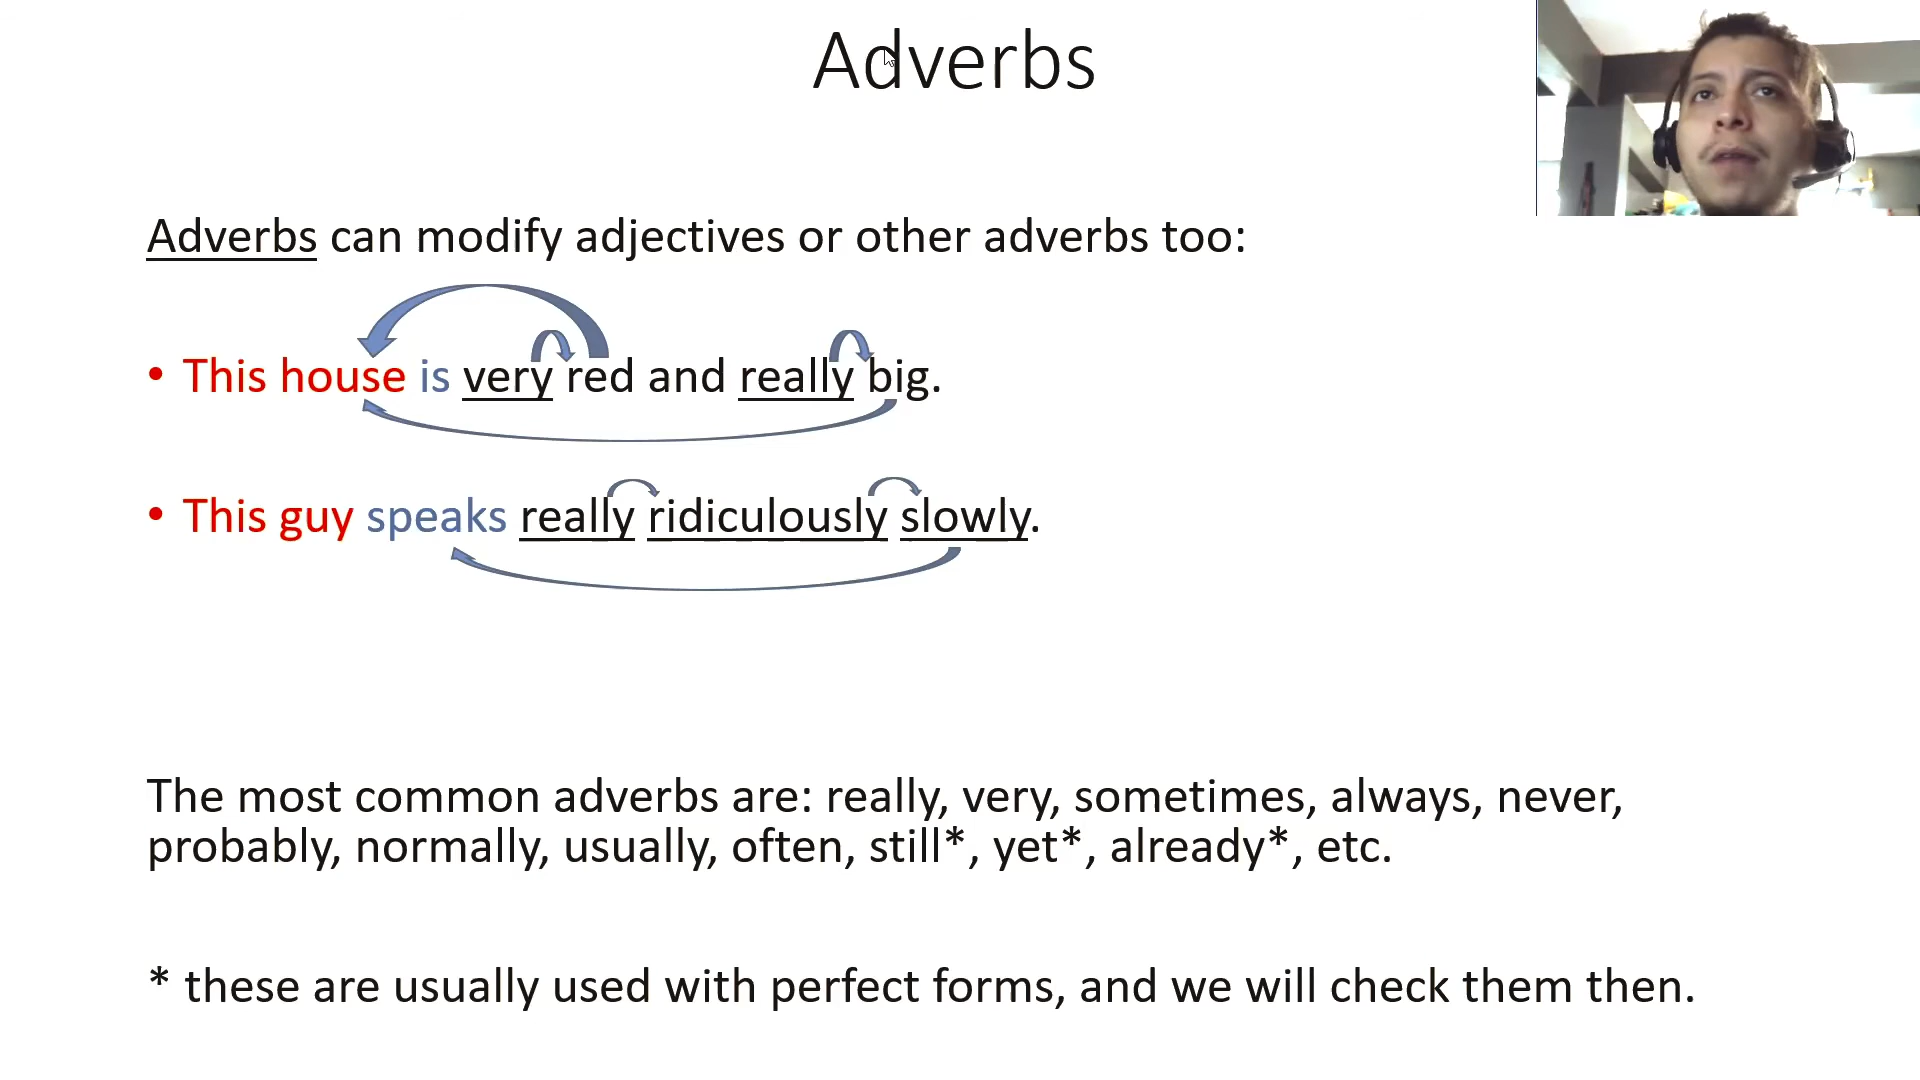 Adverbs
Adverbs can modify adjectives or other adverbs too:
• This house is very red and really big.
• This guy speaks really ridiculously slowly.
The most common adverbs are: really, very, sometimes, always, never,
probably, normally, usually, often, still*, yet*, already*, etc.
* these are usually used with perfect forms, and we will check them then.